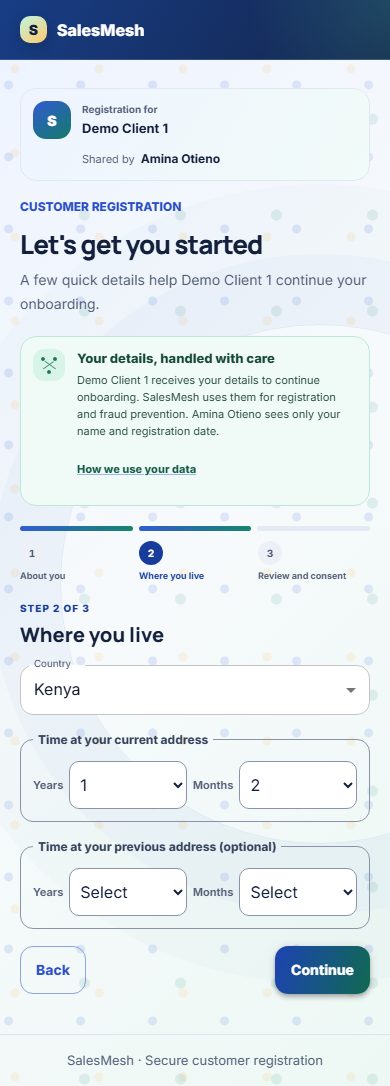 S SalesMesh
Registration for
S
Demo Client 1
Shared by Amina Otieno
CUSTOMER REGISTRATION
Let's get you started
A few quick details help Demo Client 1 continue your
onboarding.
Your details, handled with care
Demo Client 1 receives your details to continue
onboarding. SalesMesh uses them for registration
and fraud prevention. Amina Otieno sees only your
name and registration date.
How we use your data
1 2 3
About you Where you live Review and consent
STEP 2 OF 3
Where you live
Country
Kenya
Time at your current address
Years 1 Months 2
Time at your previous address (optional)
Years Select Months Select
Back Continue
SalesMesh · Secure customer registration